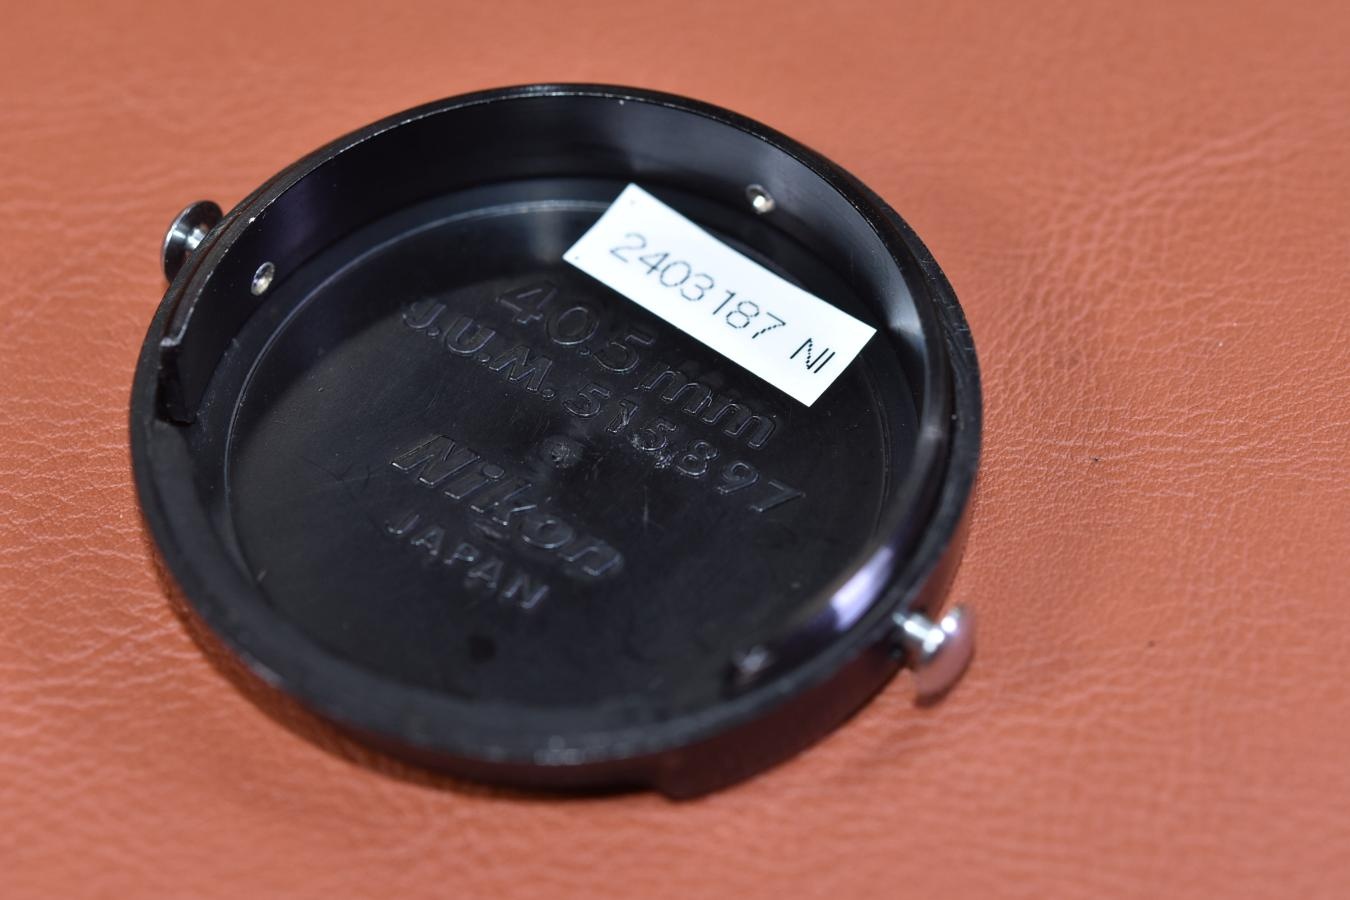 2403187 NI
40.5mm
J.U.M. 515897
Nikon
JAPAN